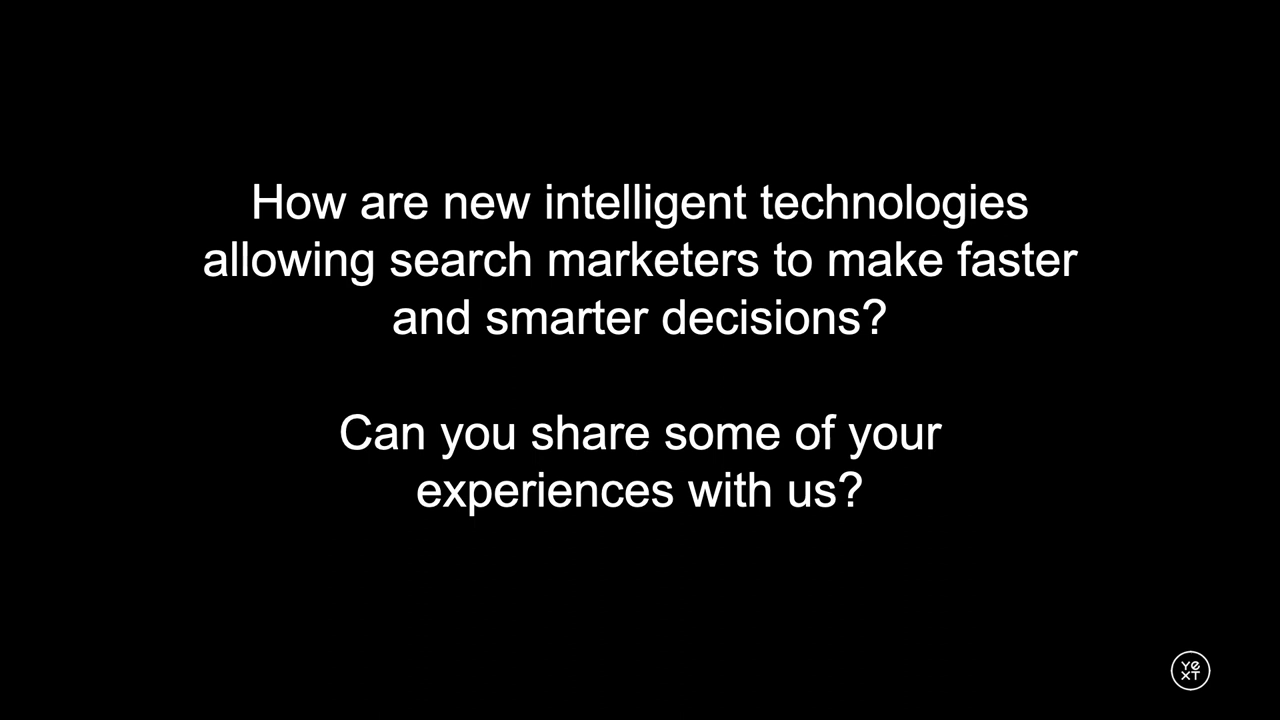 How are new intelligent technologies
allowing search marketers to make faster
and smarter decisions?
Can you share some of your
experiences with us?
Ye
XT